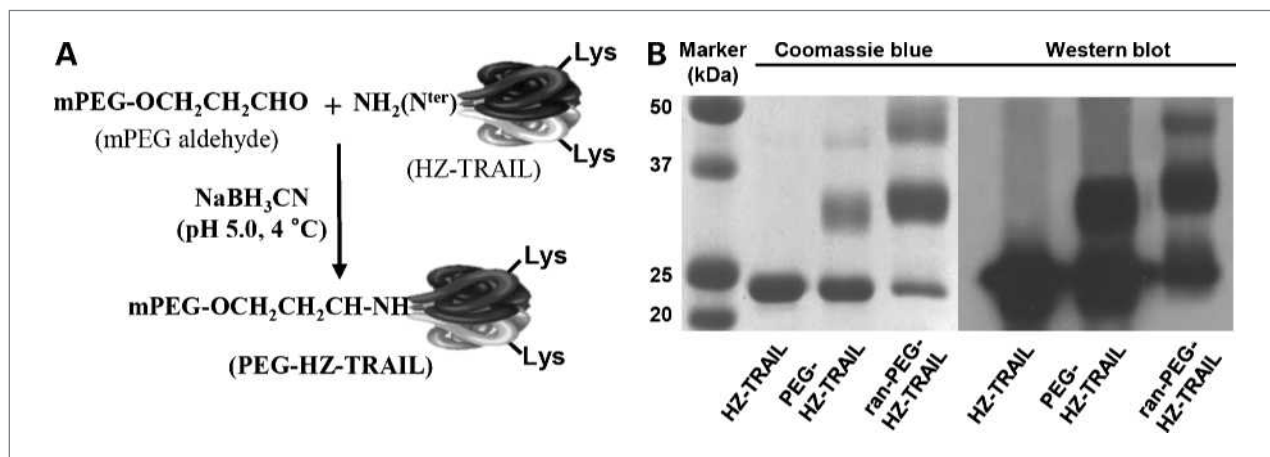 A
mPEG-OCH₂CH₂CHO + NH₂(Nᵗᵉʳ)
(mPEG aldehyde)
Lys
Lys
(HZ-TRAIL)
NaBH₃CN
(pH 5.0, 4 °C)
mPEG-OCH₂CH₂CH-NH
Lys
Lys
(PEG-HZ-TRAIL)
B
Marker
(kDa)
Coomassie blue
Western blot
50
37
25
20
HZ-TRAIL
PEG-
HZ-TRAIL
ran-PEG-
HZ-TRAIL
HZ-TRAIL
PEG-
HZ-TRAIL
ran-PEG-
HZ-TRAIL